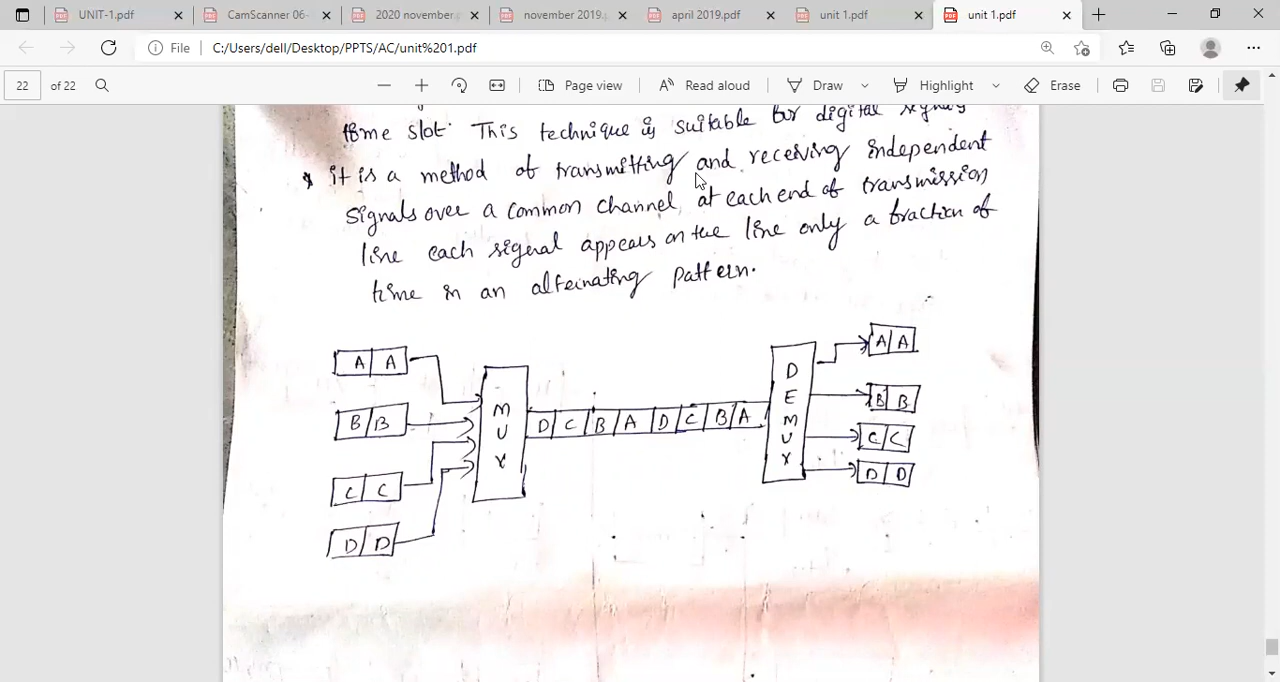 UNIT-1.pdf
CamScanner 06-
2020 november.
november 2019.
april 2019.pdf
unit 1.pdf
unit 1.pdf
File
C:/Users/dell/Desktop/PPTS/AC/unit%201.pdf
22 of 22
Page view
Read aloud
Draw
Highlight
Erase
time slot. This technique is suitable for digital signals
* it is a method of transmitting and receiving independent
signals over a common channel, at each end of transmission
line each signal appears on the line only a fraction of
time in an alternating pattern.
A A
B B
C C
D D
MUX
D C B A D C B A
DEMUX
A A
B B
C C
D D